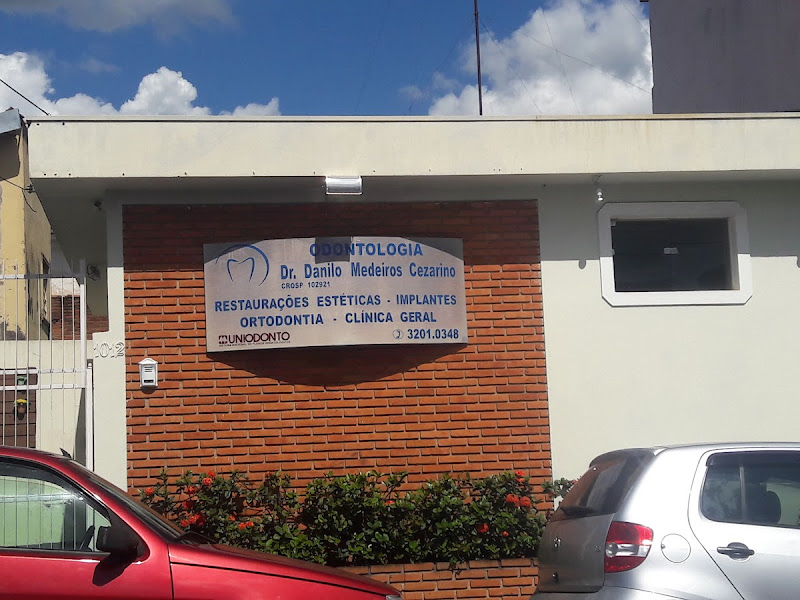 ODONTOLOGIA
Dr. Danilo Medeiros Cezarino
CROSP 102921
RESTAURAÇÕES ESTÉTICAS - IMPLANTES
ORTODONTIA - CLÍNICA GERAL
UNIODONTO
3201.0348
1012